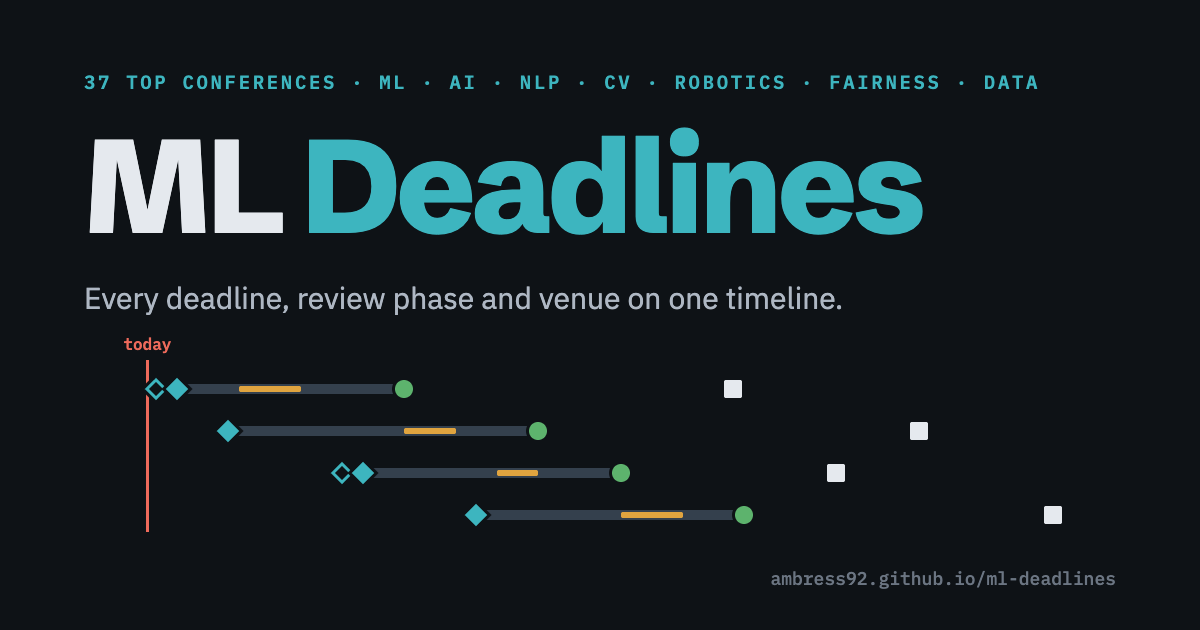 37 TOP CONFERENCES · ML · AI · NLP · CV · ROBOTICS · FAIRNESS · DATA
ML Deadlines
Every deadline, review phase and venue on one timeline.
today
ambress92.github.io/ml-deadlines